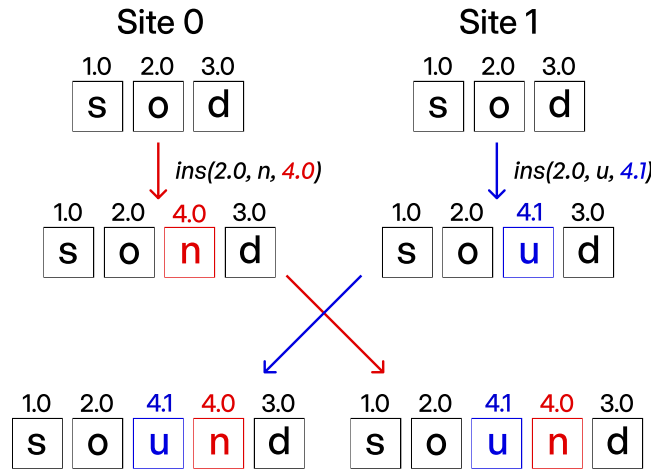 Site 0 Site 1
1.0 2.0 3.0 1.0 2.0 3.0
s o d s o d
ins(2.0, n, 4.0) ins(2.0, u, 4.1)
1.0 2.0 4.0 3.0 1.0 2.0 4.1 3.0
s o n d s o u d
1.0 2.0 4.1 4.0 3.0 1.0 2.0 4.1 4.0 3.0
s o u n d s o u n d